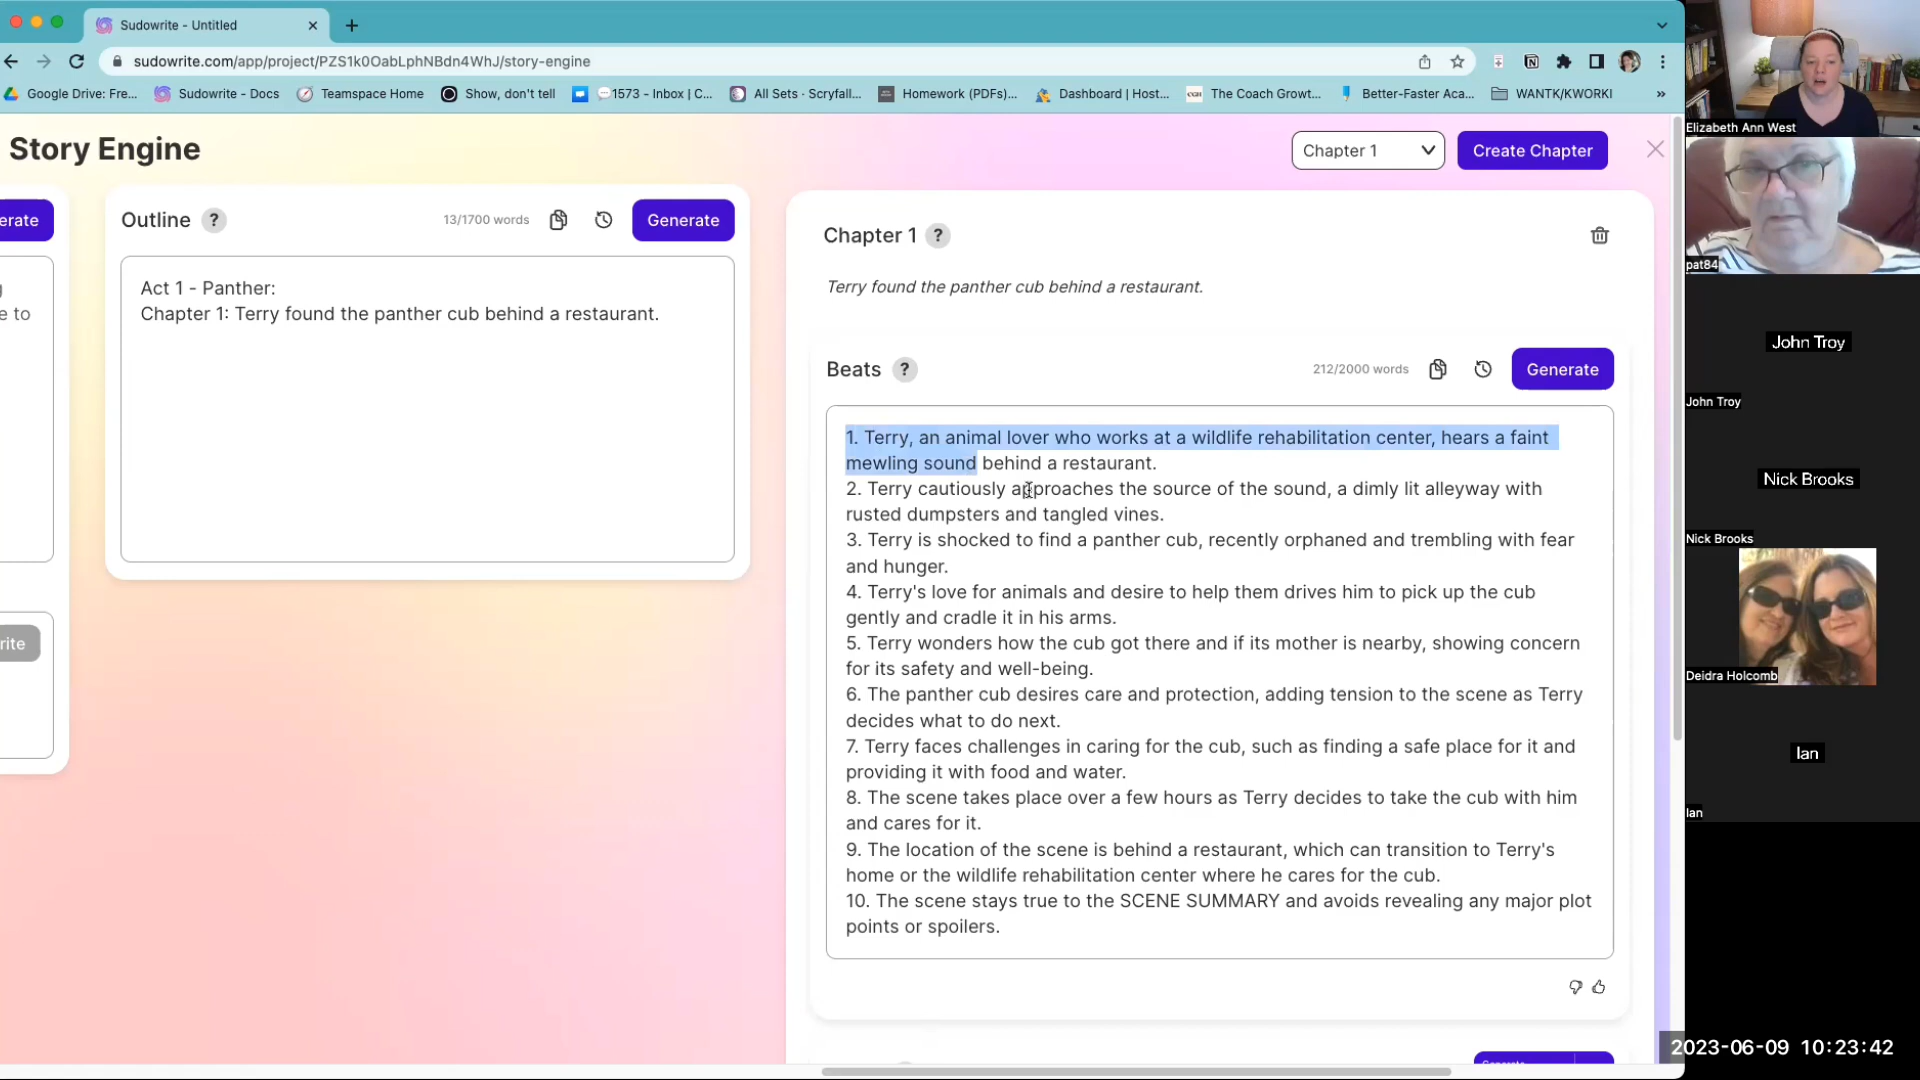 Sudowrite - Untitled
sudowrite.com/app/project/PZS1k0OabLphNBdn4WhJ/story-engine
Google Drive: Fre...
Sudowrite - Docs
Teamspace Home
Show, don't tell
1573 - Inbox | C...
All Sets · Scryfall...
Homework (PDFs)...
Dashboard | Host...
The Coach Growt...
Better-Faster Aca...
WANTK/KWORKI
»
Story Engine
Chapter 1
Create Chapter
erate
e to
rite
Outline ?
13/1700 words
Generate
Act 1 - Panther:
Chapter 1: Terry found the panther cub behind a restaurant.
Chapter 1 ?
Terry found the panther cub behind a restaurant.
Beats ?
212/2000 words
Generate
1. Terry, an animal lover who works at a wildlife rehabilitation center, hears a faint
mewling sound behind a restaurant.
2. Terry cautiously approaches the source of the sound, a dimly lit alleyway with
rusted dumpsters and tangled vines.
3. Terry is shocked to find a panther cub, recently orphaned and trembling with fear
and hunger.
4. Terry's love for animals and desire to help them drives him to pick up the cub
gently and cradle it in his arms.
5. Terry wonders how the cub got there and if its mother is nearby, showing concern
for its safety and well-being.
6. The panther cub desires care and protection, adding tension to the scene as Terry
decides what to do next.
7. Terry faces challenges in caring for the cub, such as finding a safe place for it and
providing it with food and water.
8. The scene takes place over a few hours as Terry decides to take the cub with him
and cares for it.
9. The location of the scene is behind a restaurant, which can transition to Terry's
home or the wildlife rehabilitation center where he cares for the cub.
10. The scene stays true to the SCENE SUMMARY and avoids revealing any major plot
points or spoilers.
Elizabeth Ann West
pat84
John Troy
John Troy
Nick Brooks
Nick Brooks
Deidra Holcomb
Ian
Ian
2023-06-09 10:23:42